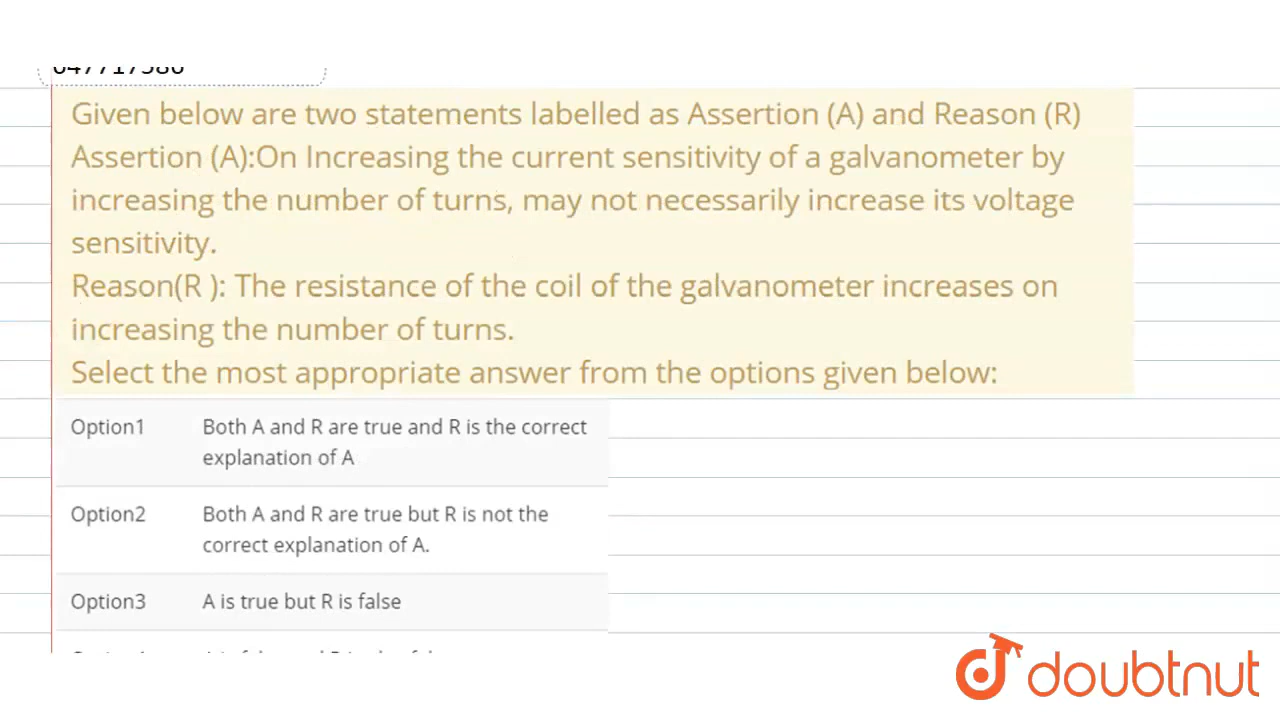 647717386
Given below are two statements labelled as Assertion (A) and Reason (R)
Assertion (A):On Increasing the current sensitivity of a galvanometer by
increasing the number of turns, may not necessarily increase its voltage
sensitivity.
Reason(R ): The resistance of the coil of the galvanometer increases on
increasing the number of turns.
Select the most appropriate answer from the options given below:
Option1 Both A and R are true and R is the correct
explanation of A
Option2 Both A and R are true but R is not the
correct explanation of A.
Option3 A is true but R is false
doubtnut